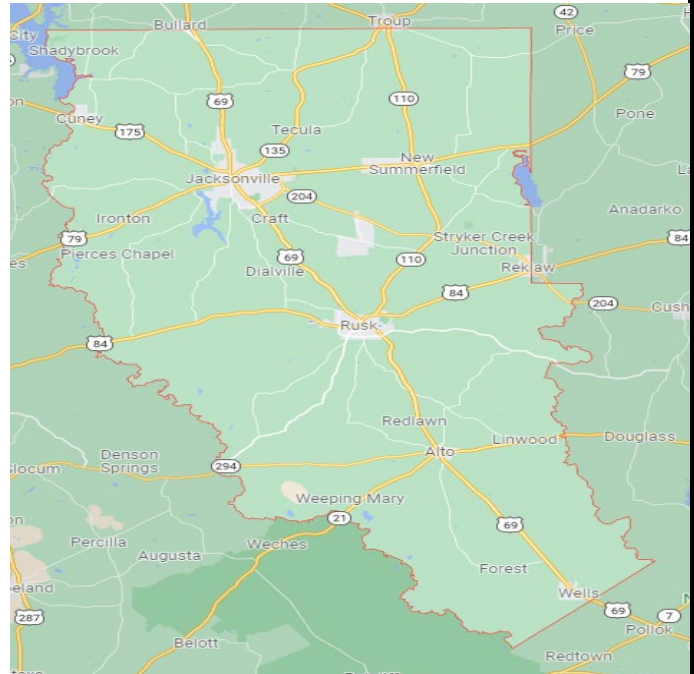 Bullard
Troup
42
Price
City
Shadybrook
79
69
110
Pone
Cuney
175
Tecula
135
New
Summerfield
Jacksonville
204
Anadarko
Ironton
Craft
79
Pierces Chapel
Stryker Creek
Junction
84
69
110
Dialville
Reklaw
84
204
Cush
Rusk
84
Redlawn
Linwood
Douglass
Alto
Denson
Springs
Slocum
294
Weeping Mary
21
69
Percilla
Weches
Augusta
Forest
eland
Wells
287
69
7
Pollok
Belott
Redtown